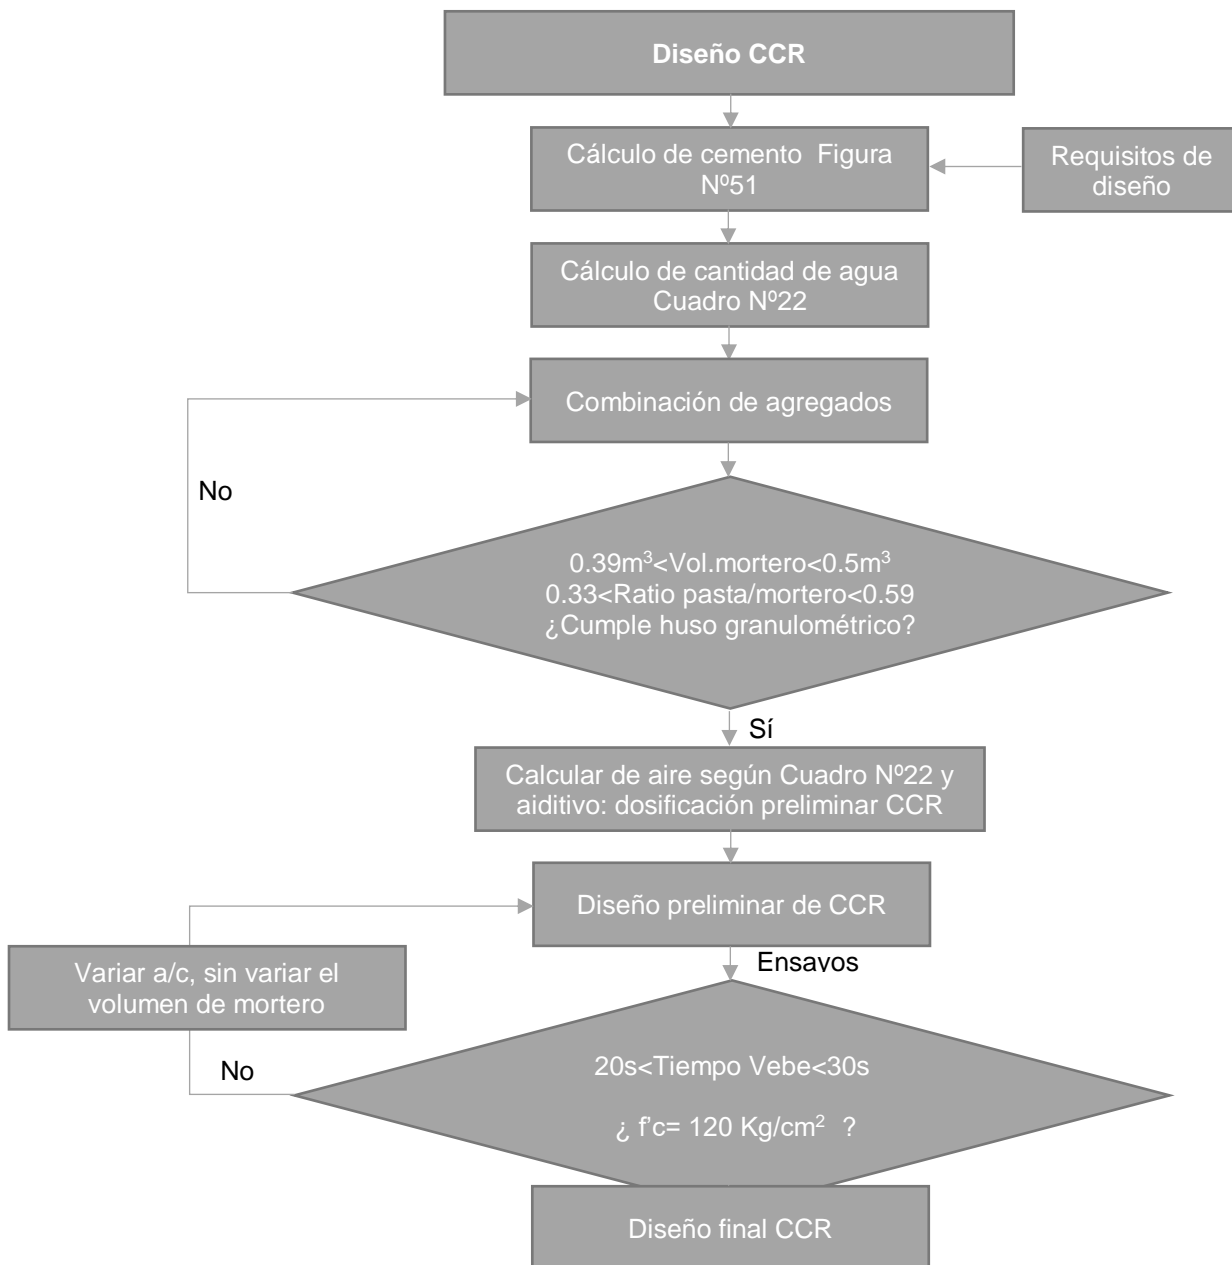 Diseño CCR
Cálculo de cemento  Figura
Nº51
Requisitos de
diseño
Cálculo de cantidad de agua
Cuadro Nº22
Combinación de agregados
No
0.39m³<Vol.mortero<0.5m³
0.33<Ratio pasta/mortero<0.59
¿Cumple huso granulométrico?
Sí
Calcular de aire según Cuadro Nº22 y
aiditivo: dosificación preliminar CCR
Diseño preliminar de CCR
Ensayos
Variar a/c, sin variar el
volumen de mortero
No
20s<Tiempo Vebe<30s
¿ f'c= 120 Kg/cm²  ?
Diseño final CCR